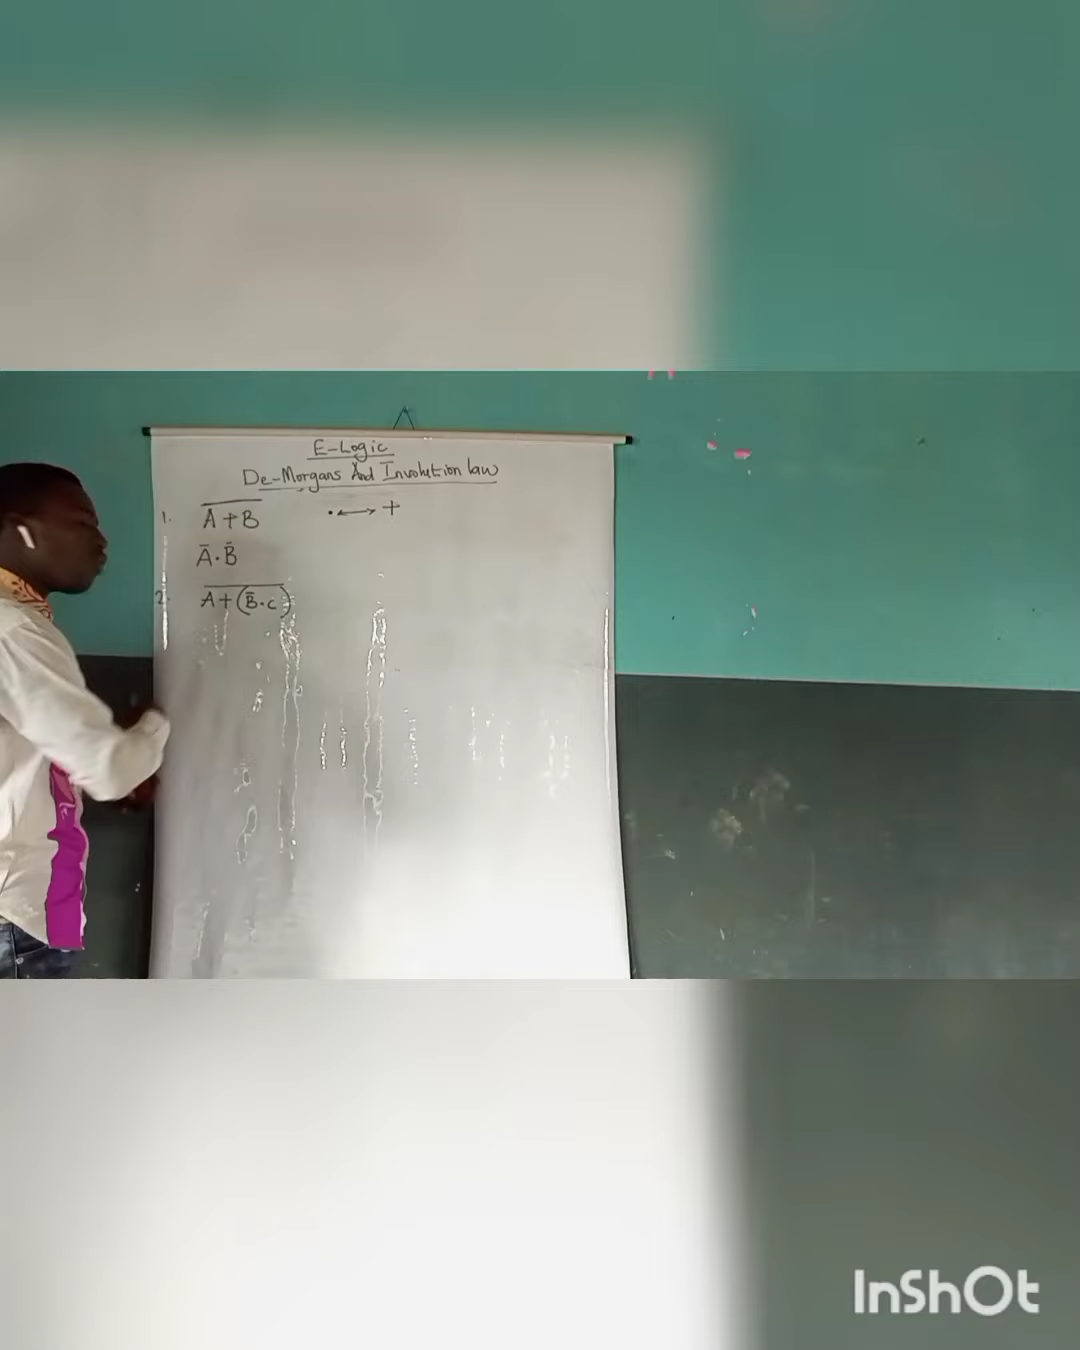 E-Logic
De-Morgans And Involution law
1. A̅ ̅+̅ ̅B̅ . ⟷ +
A̅ . B̅
2. A̅ ̅+̅ ̅(̅B̅ ̅.̅ ̅c̅)̅
InShOt